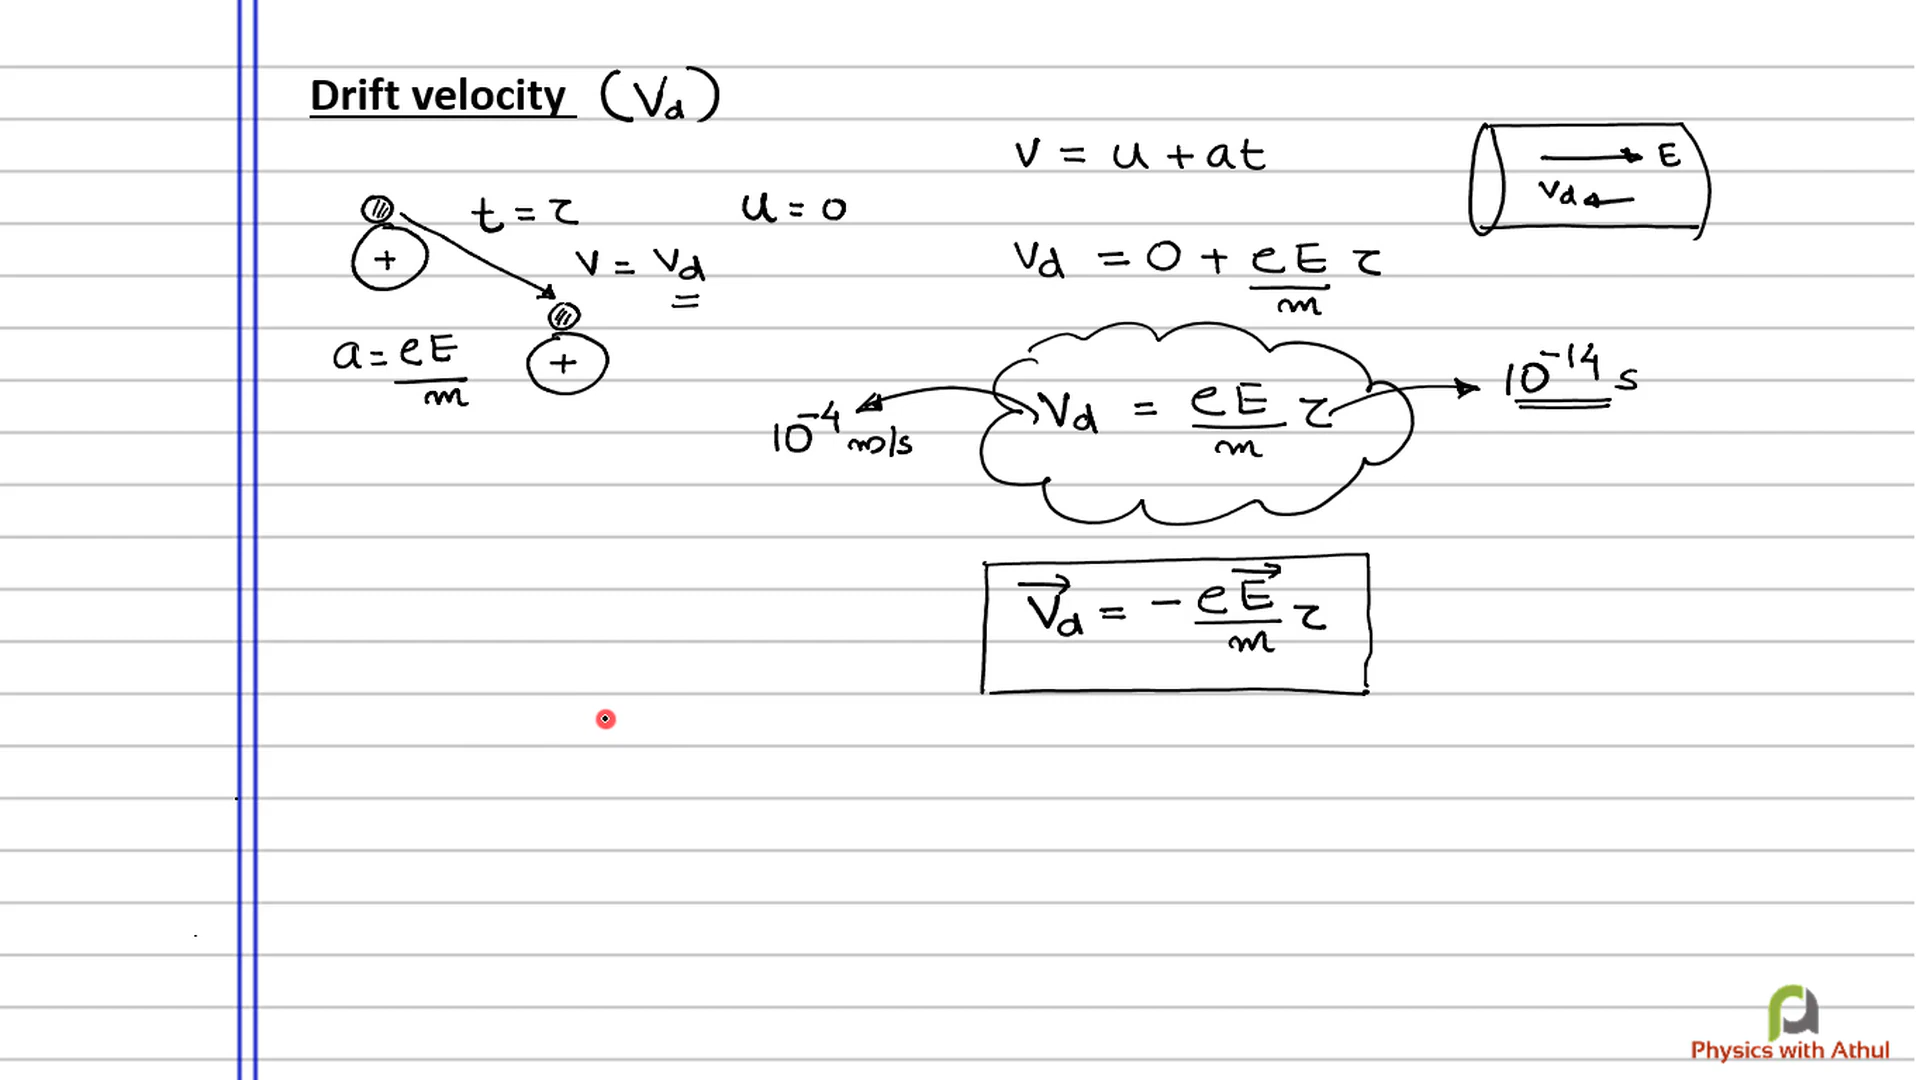 Drift velocity (Vd)
V = u + at
E
Vd
t = τ
u = 0
V = Vd
Vd = 0 + eE/m τ
+
a = eE/m
+
10⁻⁴ m/s
Vd = eE/m τ
10⁻¹⁴ s
V⃗d = - eE⃗/m τ
Physics with Athul